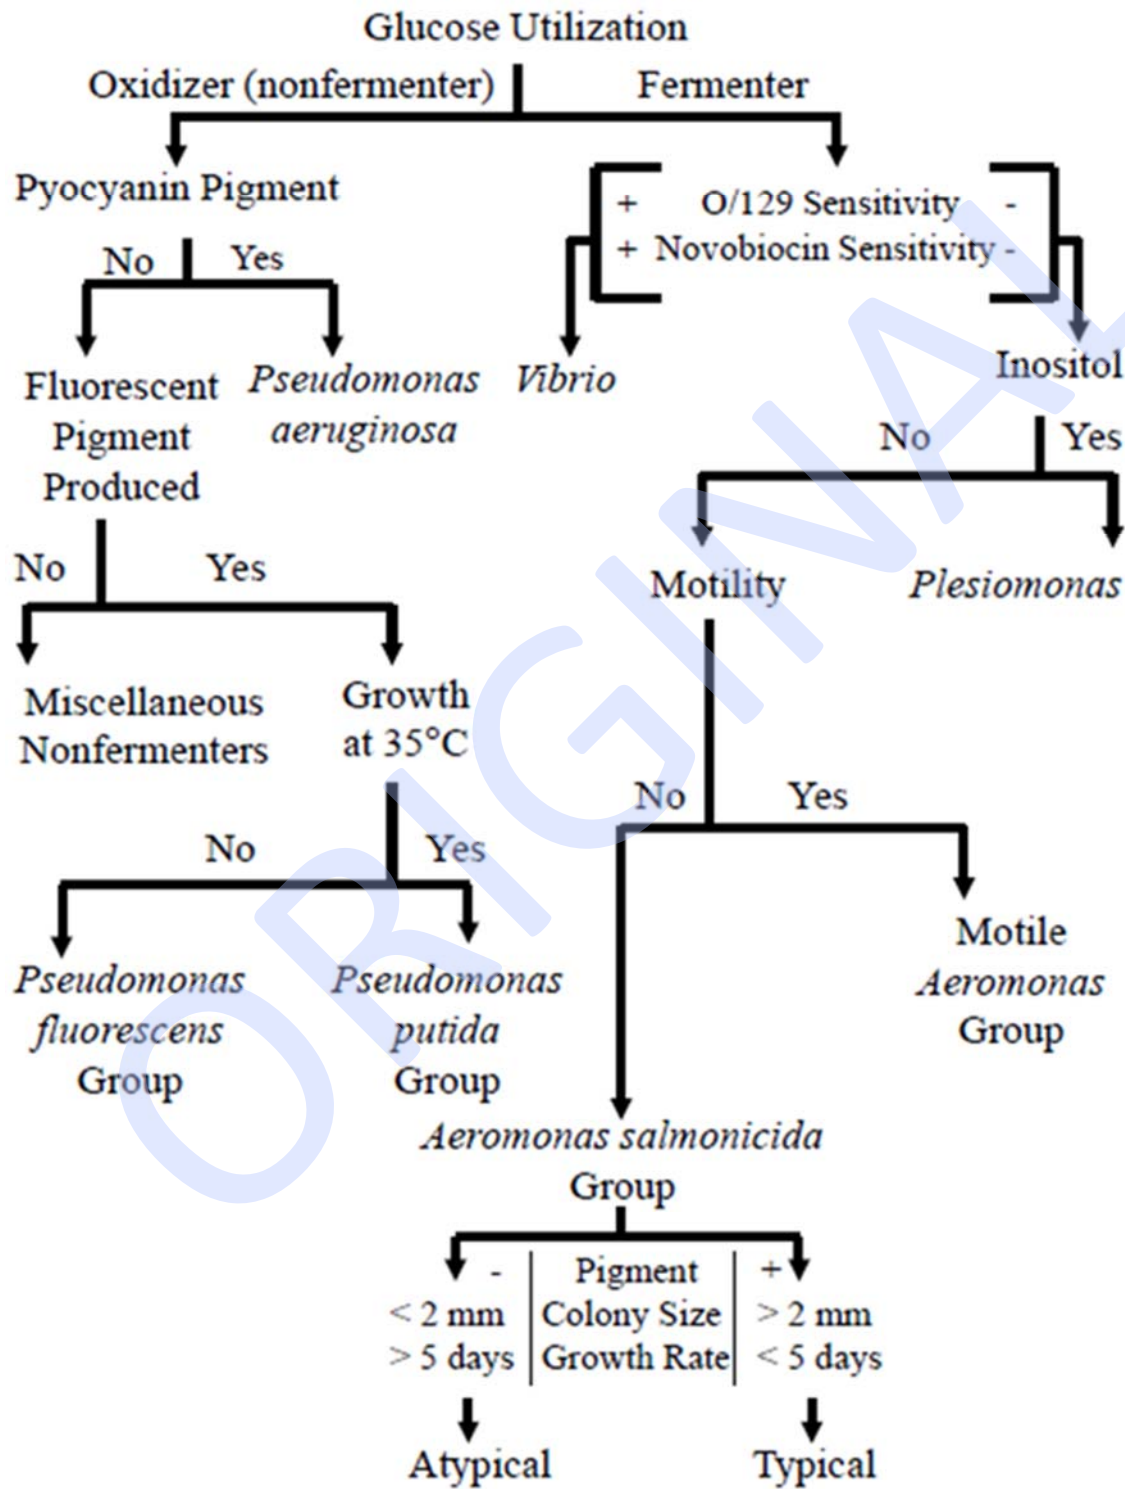 Glucose Utilization
Oxidizer (nonfermenter) Fermenter
Pyocyanin Pigment
+ O/129 Sensitivity -
+ Novobiocin Sensitivity -
No Yes
Fluorescent
Pigment
Produced
Pseudomonas
aeruginosa
Vibrio
Inositol
No Yes
No Yes
Motility
Plesiomonas
Miscellaneous
Nonfermenters
Growth
at 35°C
No Yes
No Yes
Motile
Aeromonas
Group
Pseudomonas
fluorescens
Group
Pseudomonas
putida
Group
Aeromonas salmonicida
Group
- Pigment +
< 2 mm Colony Size > 2 mm
> 5 days Growth Rate < 5 days
Atypical Typical
ORIGINAL